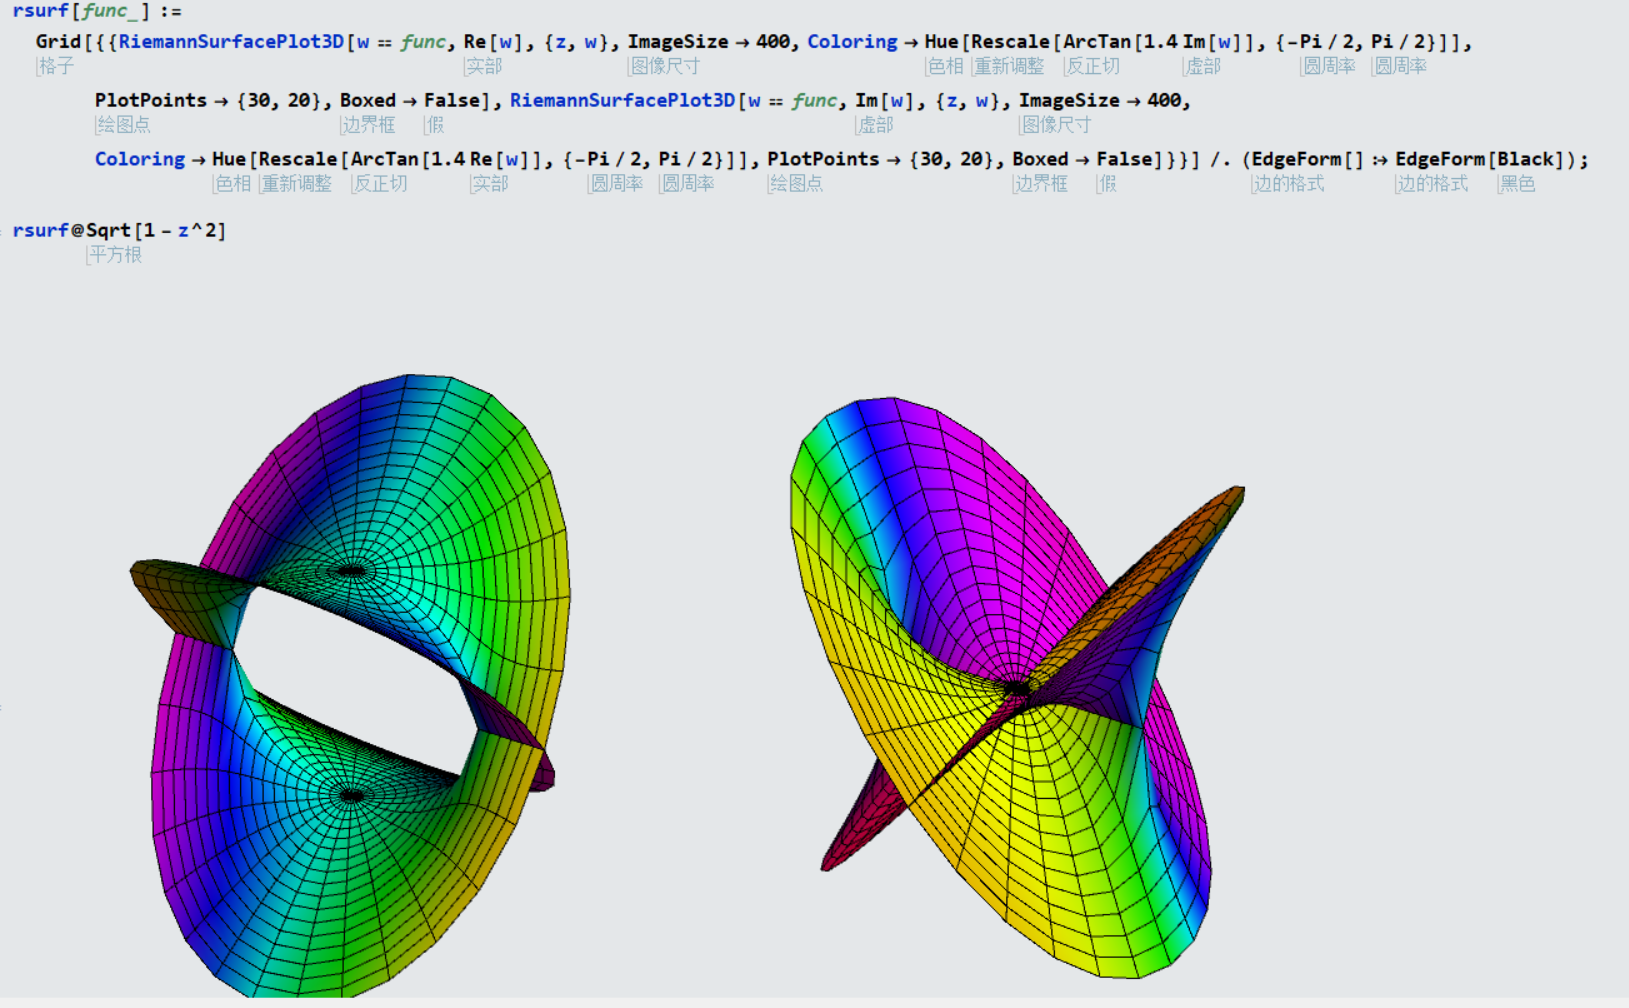 rsurf[func_] :=
Grid[{{RiemannSurfacePlot3D[w == func, Re[w], {z, w}, ImageSize → 400, Coloring → Hue[Rescale[ArcTan[1.4 Im[w]], {-Pi / 2, Pi / 2}]],
格子 实部 图像尺寸 色相 重新调整 反正切 虚部 圆周率 圆周率
PlotPoints → {30, 20}, Boxed → False], RiemannSurfacePlot3D[w == func, Im[w], {z, w}, ImageSize → 400,
绘图点 边界框 假 虚部 图像尺寸
Coloring → Hue[Rescale[ArcTan[1.4 Re[w]], {-Pi / 2, Pi / 2}]], PlotPoints → {30, 20}, Boxed → False]}}] /. (EdgeForm[] :→ EdgeForm[Black]);
色相 重新调整 反正切 实部 圆周率 圆周率 绘图点 边界框 假 边的格式 边的格式 黑色
rsurf@Sqrt[1 - z^2]
平方根